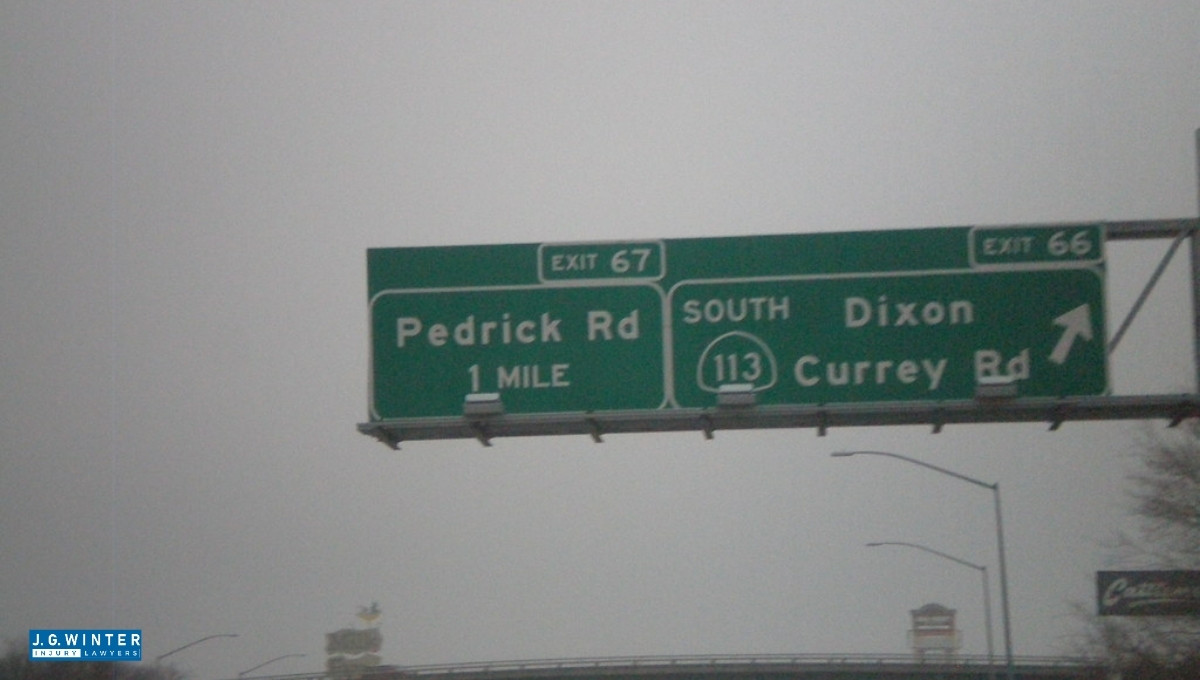 EXIT 67
Pedrick Rd
1 MILE
EXIT 66
SOUTH Dixon
113 Currey Rd
J.G.WINTER
INJURY LAWYERS